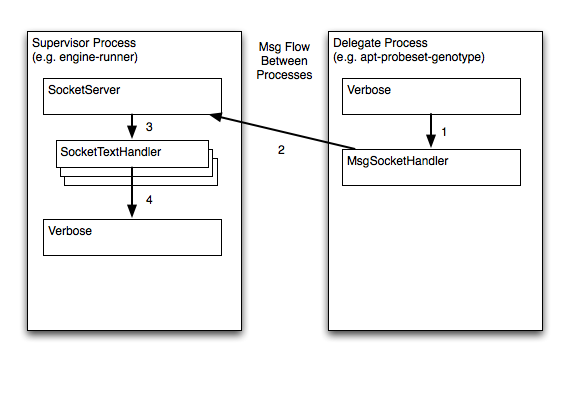 Supervisor Process
(e.g. engine-runner)
SocketServer
3
SocketTextHandler
4
Verbose
Msg Flow
Between
Processes
2
Delegate Process
(e.g. apt-probeset-genotype)
Verbose
1
MsgSocketHandler